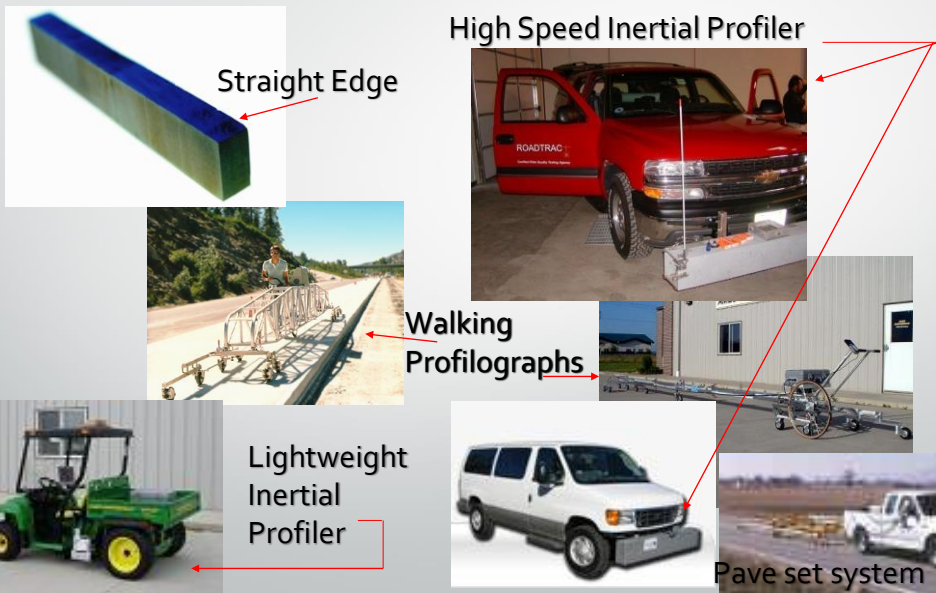 High Speed Inertial Profiler
Straight Edge
ROADTRAC
Walking
Profilographs
Lightweight
Inertial
Profiler
Pave set system